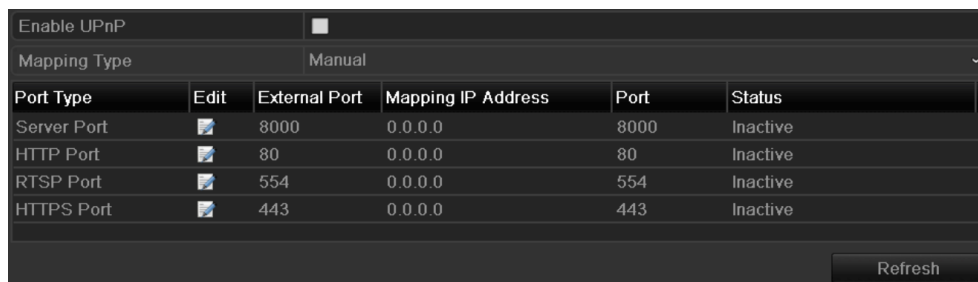 Enable UPnP
Mapping Type Manual
Port Type Edit External Port Mapping IP Address Port Status
Server Port 8000 0.0.0.0 8000 Inactive
HTTP Port 80 0.0.0.0 80 Inactive
RTSP Port 554 0.0.0.0 554 Inactive
HTTPS Port 443 0.0.0.0 443 Inactive
Refresh